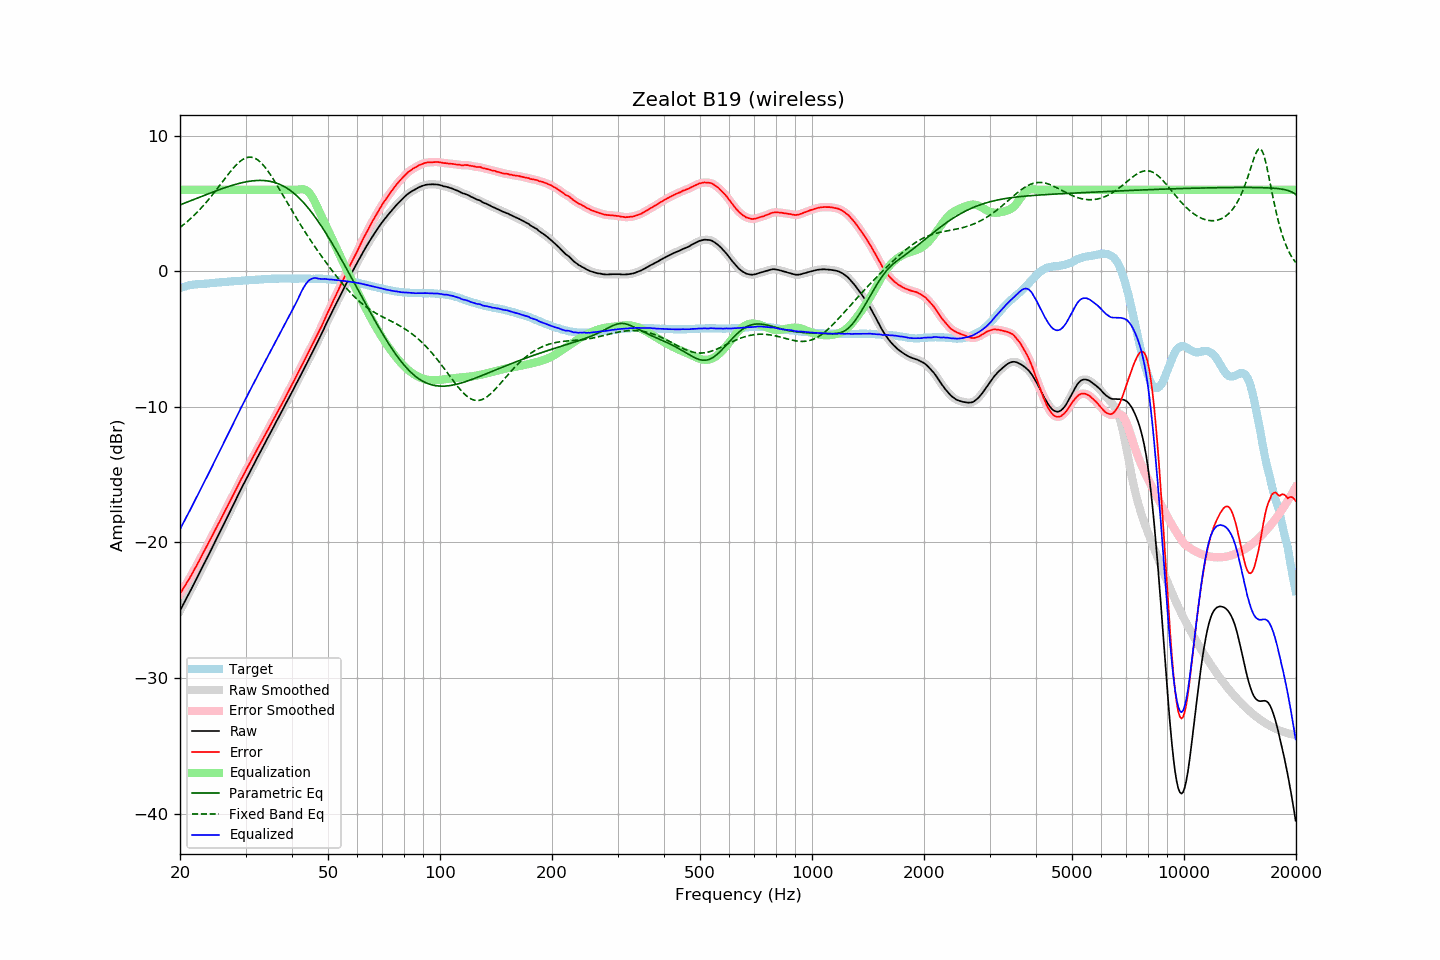 Zealot B19 (wireless)
Amplitude (dBr)
10
0
−10
−20
−30
−40
Target
Raw Smoothed
Error Smoothed
Raw
Error
Equalization
Parametric Eq
Fixed Band Eq
Equalized
20 50 100 200 500 1000 2000 5000 10000 20000
Frequency (Hz)